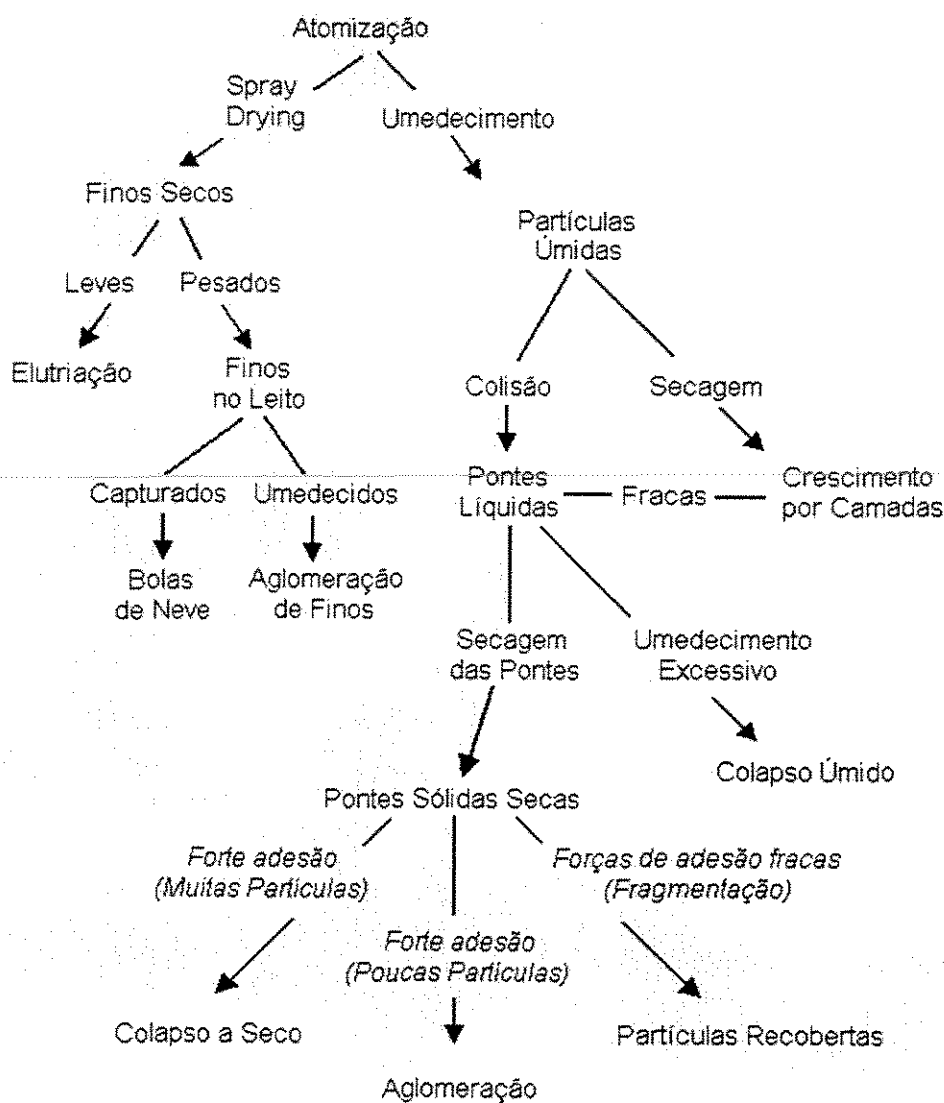 Atomização
Spray
Drying
Umedecimento
Finos Secos
Partículas
Úmidas
Leves
Pesados
Elutriação
Finos
no Leito
Colisão
Secagem
Capturados
Umedecidos
Pontes
Líquidas
Fracas
Crescimento
por Camadas
Bolas
de Neve
Aglomeração
de Finos
Secagem
das Pontes
Umedecimento
Excessivo
Colapso Úmido
Pontes Sólidas Secas
Forte adesão
(Muitas Partículas)
Forças de adesão fracas
(Fragmentação)
Forte adesão
(Poucas Partículas)
Colapso a Seco
Partículas Recobertas
Aglomeração